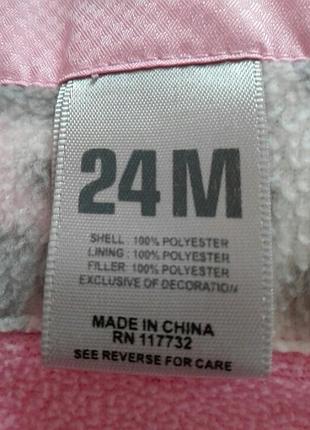 24M
SHELL: 100% POLYESTER
LINING: 100% POLYESTER
FILLER: 100% POLYESTER
EXCLUSIVE OF DECORATION
MADE IN CHINA
RN 117732
SEE REVERSE FOR CARE